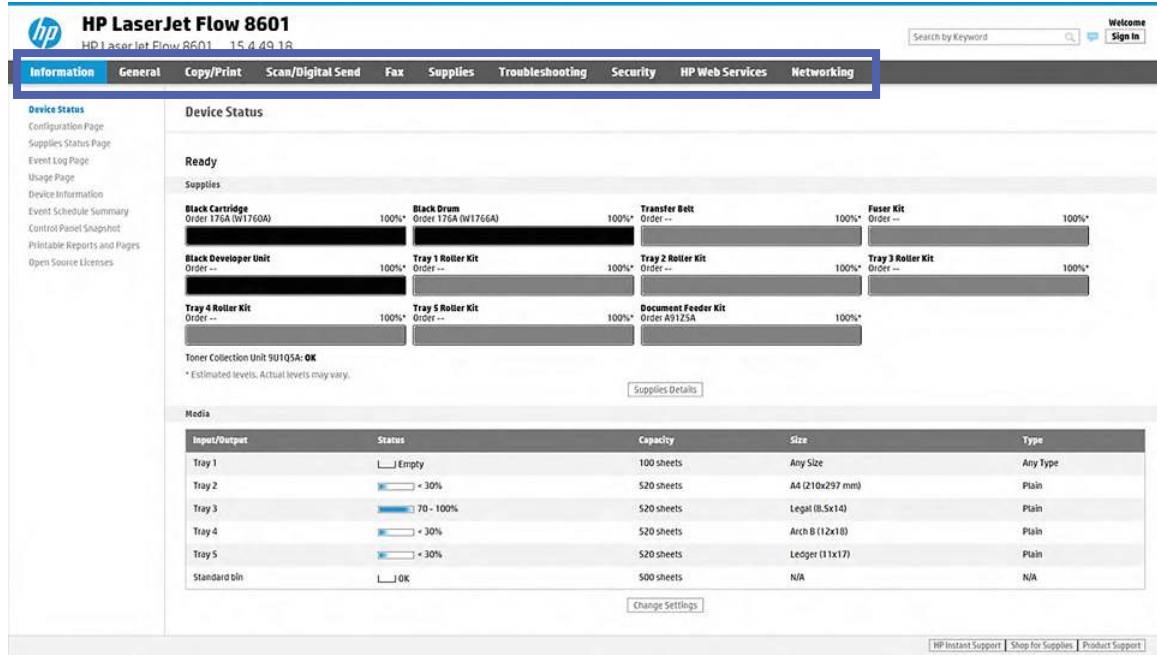 hp
HP LaserJet Flow 8601
HP LaserJet Flow 8601 15.4.49.18
Search by Keyword
Welcome
Sign In
Information General Copy/Print Scan/Digital Send Fax Supplies Troubleshooting Security HP Web Services Networking
Device Status
Configuration Page
Supplies Status Page
Event Log Page
Usage Page
Device Information
Event Schedule Summary
Control Panel Snapshot
Printable Reports and Pages
Open Source Licenses
Device Status
Ready
Supplies
Black Cartridge Black Drum Transfer Belt Fuser Kit
Order 176A (W1760A) 100%* Order 176A (W1766A) 100%* Order -- 100%* Order -- 100%*
Black Developer Unit Tray 1 Roller Kit Tray 2 Roller Kit Tray 3 Roller Kit
Order -- 100%* Order -- 100%* Order -- 100%* Order -- 100%*
Tray 4 Roller Kit Tray 5 Roller Kit Document Feeder Kit
Order -- 100%* Order -- 100%* Order A91Z5A 100%*
Toner Collection Unit 9U1Q5A: OK
* Estimated levels. Actual levels may vary.
Supplies Details
Media
Input/Output Status Capacity Size Type
Tray 1 Empty 100 sheets Any Size Any Type
Tray 2 < 30% 520 sheets A4 (210x297 mm) Plain
Tray 3 70 - 100% 520 sheets Legal (8.5x14) Plain
Tray 4 < 30% 520 sheets Arch B (12x18) Plain
Tray 5 < 30% 520 sheets Ledger (11x17) Plain
Standard bin OK 500 sheets N/A N/A
Change Settings
HP Instant Support Shop for Supplies Product Support